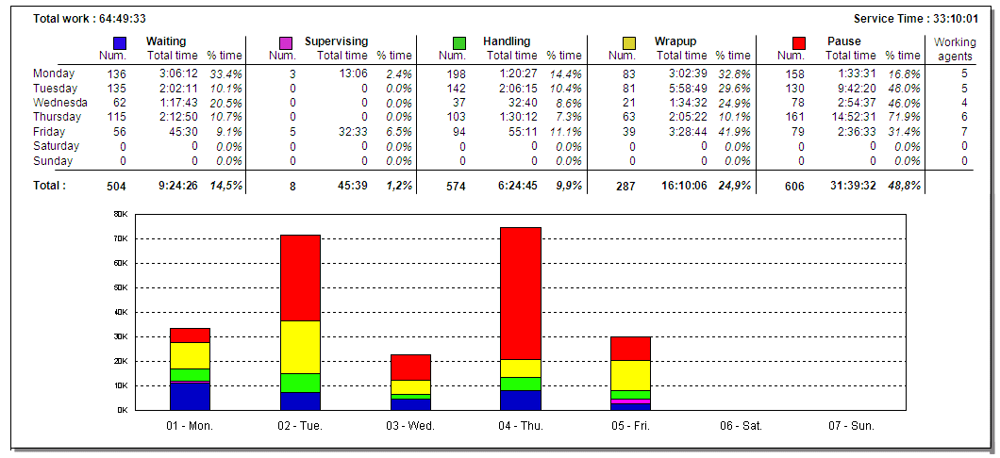 Total work : 64:49:33 Service Time : 33:10:01
Waiting Supervising Handling Wrapup Pause Working
Num. Total time % time Num. Total time % time Num. Total time % time Num. Total time % time Num. Total time % time agents
Monday 136 3:06:12 33.4% 3 13:06 2.4% 198 1:20:27 14.4% 83 3:02:39 32.8% 158 1:33:31 16.8% 5
Tuesday 135 2:02:11 10.1% 0 0 0.0% 142 2:06:15 10.4% 81 5:58:49 29.6% 130 9:42:20 48.0% 5
Wednesda 62 1:17:43 20.5% 0 0 0.0% 37 32:40 8.6% 21 1:34:32 24.9% 78 2:54:37 46.0% 4
Thursday 115 2:12:50 10.7% 0 0 0.0% 103 1:30:12 7.3% 63 2:05:22 10.1% 161 14:52:31 71.9% 6
Friday 56 45:30 9.1% 5 32:33 6.5% 94 55:11 11.1% 39 3:28:44 41.9% 79 2:36:33 31.4% 7
Saturday 0 0 0.0% 0 0 0.0% 0 0 0.0% 0 0 0.0% 0 0 0.0% 0
Sunday 0 0 0.0% 0 0 0.0% 0 0 0.0% 0 0 0.0% 0 0 0.0% 0
Total : 504 9:24:26 14,5% 8 45:39 1,2% 574 6:24:45 9,9% 287 16:10:06 24,9% 606 31:39:32 48,8%
80K
70K
60K
50K
40K
30K
20K
10K
0K
01 - Mon. 02 - Tue. 03 - Wed. 04 - Thu. 05 - Fri. 06 - Sat. 07 - Sun.